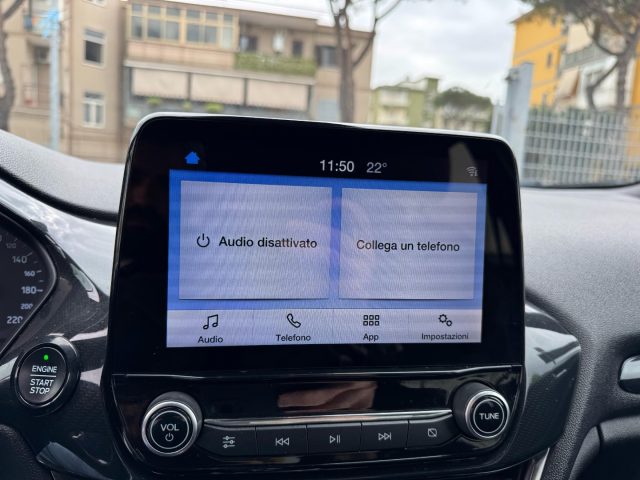 11:50 22°
Audio disattivato
Collega un telefono
Audio
Telefono
App
Impostazioni
120
140
160
180
200
220
ENGINE
START
STOP
VOL
TUNE